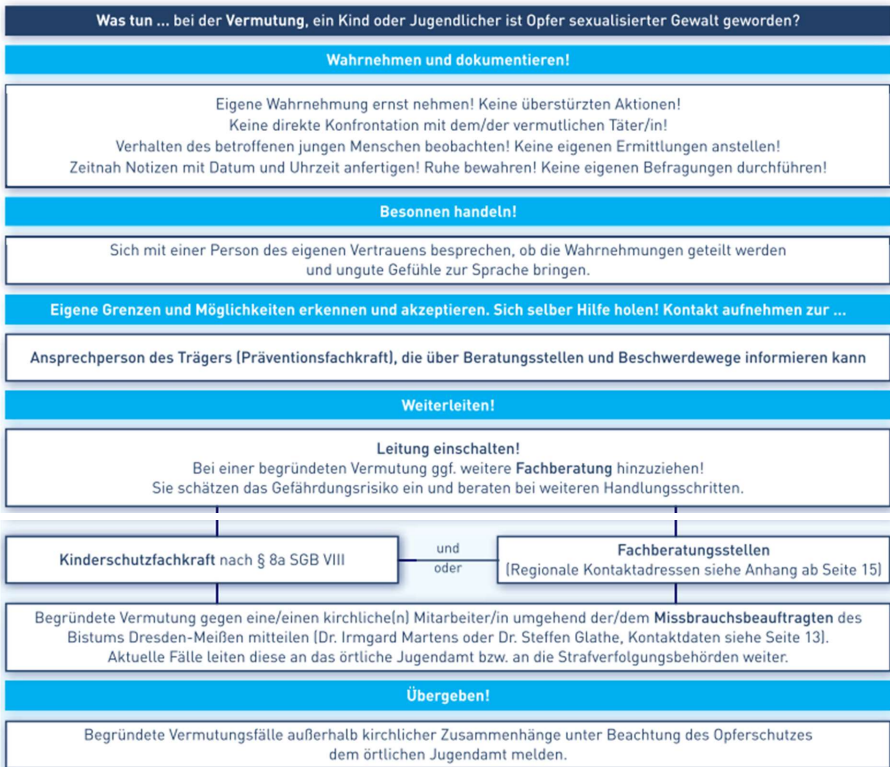 Was tun ... bei der Vermutung, ein Kind oder Jugendlicher ist Opfer sexualisierter Gewalt geworden?
Wahrnehmen und dokumentieren!
Eigene Wahrnehmung ernst nehmen! Keine überstürzten Aktionen!
Keine direkte Konfrontation mit dem/der vermutlichen Täter/in!
Verhalten des betroffenen jungen Menschen beobachten! Keine eigenen Ermittlungen anstellen!
Zeitnah Notizen mit Datum und Uhrzeit anfertigen! Ruhe bewahren! Keine eigenen Befragungen durchführen!
Besonnen handeln!
Sich mit einer Person des eigenen Vertrauens besprechen, ob die Wahrnehmungen geteilt werden
und ungute Gefühle zur Sprache bringen.
Eigene Grenzen und Möglichkeiten erkennen und akzeptieren. Sich selber Hilfe holen! Kontakt aufnehmen zur ...
Ansprechperson des Trägers (Präventionsfachkraft), die über Beratungsstellen und Beschwerdewege informieren kann
Weiterleiten!
Leitung einschalten!
Bei einer begründeten Vermutung ggf. weitere Fachberatung hinzuziehen!
Sie schätzen das Gefährdungsrisiko ein und beraten bei weiteren Handlungsschritten.
Kinderschutzfachkraft nach § 8a SGB VIII
und
oder
Fachberatungsstellen
(Regionale Kontaktadressen siehe Anhang ab Seite 15)
Begründete Vermutung gegen eine/einen kirchliche(n) Mitarbeiter/in umgehend der/dem Missbrauchsbeauftragten des
Bistums Dresden-Meißen mitteilen (Dr. Irmgard Martens oder Dr. Steffen Glathe, Kontaktdaten siehe Seite 13).
Aktuelle Fälle leiten diese an das örtliche Jugendamt bzw. an die Strafverfolgungsbehörden weiter.
Übergeben!
Begründete Vermutungsfälle außerhalb kirchlicher Zusammenhänge unter Beachtung des Opferschutzes
dem örtlichen Jugendamt melden.